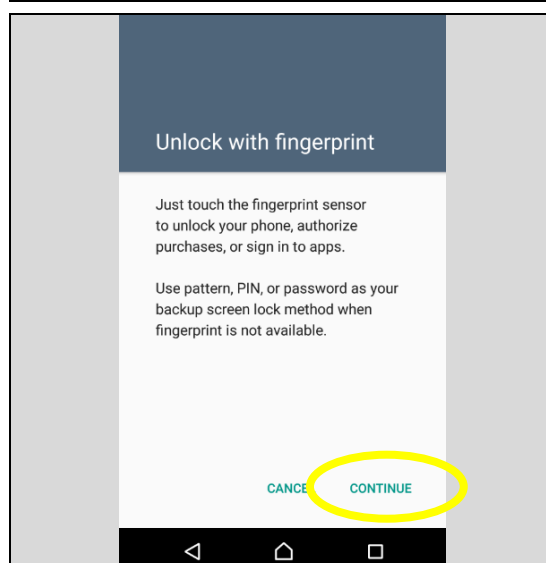 Unlock with fingerprint
Just touch the fingerprint sensor
to unlock your phone, authorize
purchases, or sign in to apps.
Use pattern, PIN, or password as your
backup screen lock method when
fingerprint is not available.
CANCE CONTINUE